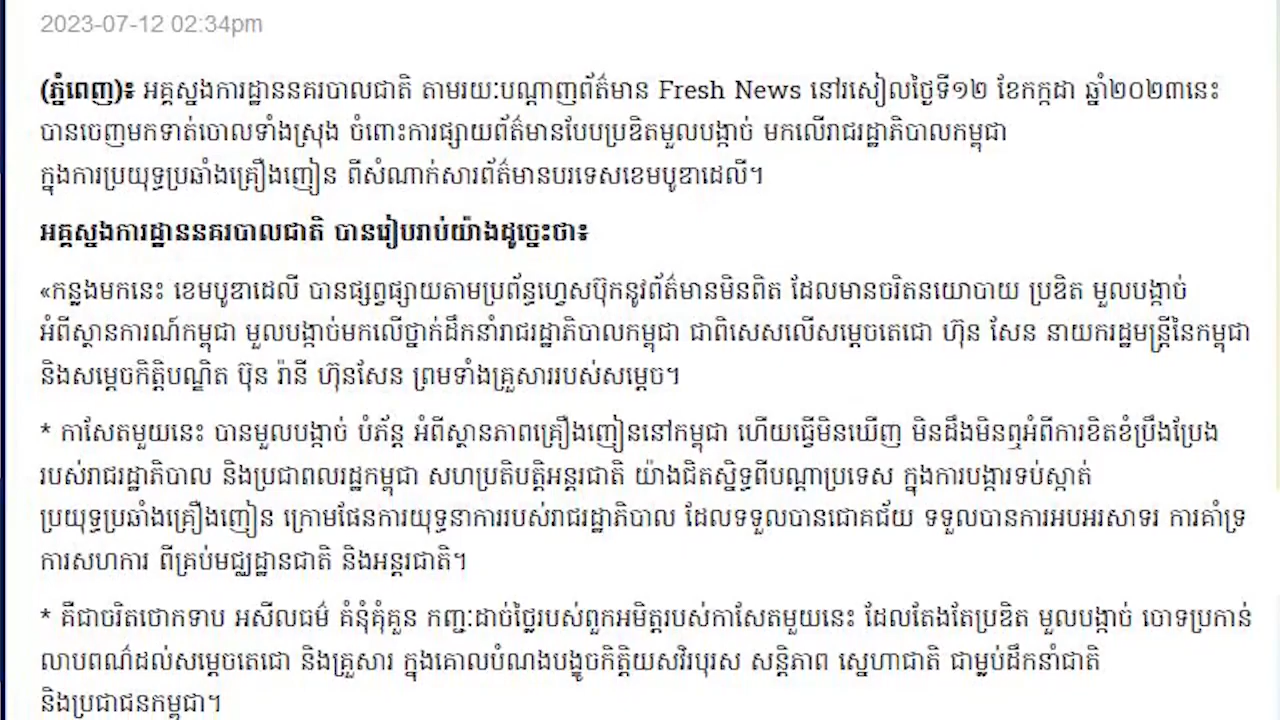 2023-07-12 02:34pm
(ភ្នំពេញ)៖ អគ្គស្នងការដ្ឋាននគរបាលជាតិ តាមរយៈបណ្តាញព័ត៌មាន Fresh News នៅរសៀលថ្ងៃទី១២ ខែកក្កដា ឆ្នាំ២០២៣នេះ
បានចេញមកទាត់ចោលទាំងស្រុង ចំពោះការផ្សាយព័ត៌មានបែបប្រឌិតមួលបង្កាច់ មកលើរាជរដ្ឋាភិបាលកម្ពុជា
ក្នុងការប្រយុទ្ធប្រឆាំងគ្រឿងញៀន ពីសំណាក់សារព័ត៌មានបរទេសខេមបូឌាដេលី។
អគ្គស្នងការដ្ឋាននគរបាលជាតិ បានរៀបរាប់យ៉ាងដូច្នេះថា៖
«កន្លងមកនេះ ខេមបូឌាដេលី បានផ្សព្វផ្សាយតាមប្រព័ន្ធហ្វេសប៊ុកនូវព័ត៌មានមិនពិត ដែលមានចរិតនយោបាយ ប្រឌិត មួលបង្កាច់
អំពីស្ថានការណ៍កម្ពុជា មួលបង្កាច់មកលើថ្នាក់ដឹកនាំរាជរដ្ឋាភិបាលកម្ពុជា ជាពិសេសលើសម្តេចតេជោ ហ៊ុន សែន នាយករដ្ឋមន្ត្រីនៃកម្ពុជា
និងសម្តេចកិត្តិបណ្ឌិត ប៊ុន រ៉ានី ហ៊ុនសែន ព្រមទាំងគ្រួសាររបស់សម្តេច។
* កាសែតមួយនេះ បានមួលបង្កាច់ បំភ័ន្ត អំពីស្ថានភាពគ្រឿងញៀននៅកម្ពុជា ហើយធ្វើមិនឃើញ មិនដឹងមិនឮអំពីការខិតខំប្រឹងប្រែង
របស់រាជរដ្ឋាភិបាល និងប្រជាពលរដ្ឋកម្ពុជា សហប្រតិបត្តិអន្តរជាតិ យ៉ាងជិតស្និទ្ធពីបណ្តាប្រទេស ក្នុងការបង្ការទប់ស្កាត់
ប្រយុទ្ធប្រឆាំងគ្រឿងញៀន ក្រោមផែនការយុទ្ធនាការរបស់រាជរដ្ឋាភិបាល ដែលទទួលបានជោគជ័យ ទទួលបានការអបអរសាទរ ការគាំទ្រ
ការសហការ ពីគ្រប់មជ្ឈដ្ឋានជាតិ និងអន្តរជាតិ។
* គឺជាចរិតថោកទាប អសីលធម៌ គំនុំគុំគួន កញ្ជៈដាច់ថ្លៃរបស់ពួកអមិត្តរបស់កាសែតមួយនេះ ដែលតែងតែប្រឌិត មួលបង្កាច់ ចោទប្រកាន់
លាបពណ៌ដល់សម្តេចតេជោ និងគ្រួសារ ក្នុងគោលបំណងបង្ខូចកិត្តិយសវិរបុរស សន្តិភាព ស្នេហាជាតិ ជាម្លប់ដឹកនាំជាតិ
និងប្រជាជនកម្ពុជា។